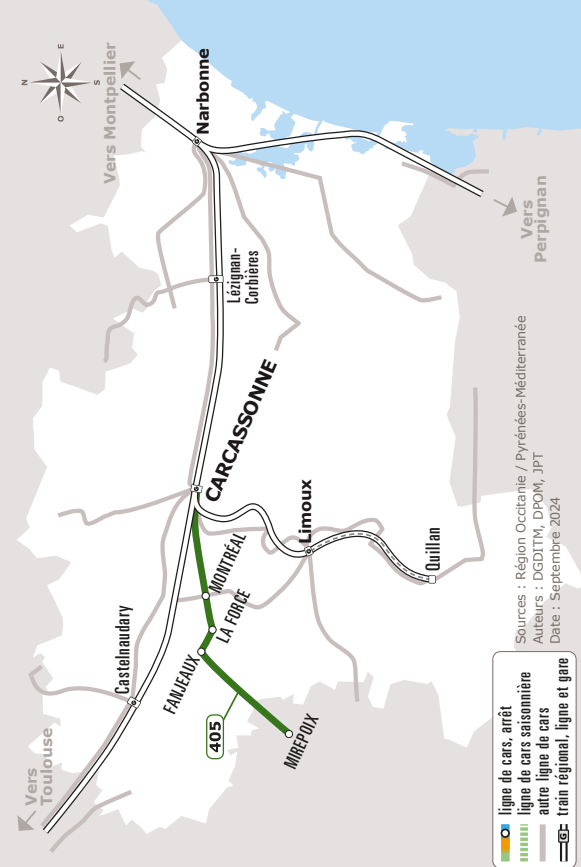 N
E
S
O
Vers Montpellier
Narbonne
Vers
Perpignan
Lézignan-
Corbières
CARCASSONNE
Limoux
Quillan
MONTRÉAL
LA FORCE
FANJEAUX
Castelnaudary
405
MIREPOIX
Vers
Toulouse
Sources : Région Occitanie / Pyrénées-Méditerranée
Auteurs : DGDITM, DPOM, JPT
Date : Septembre 2024
ligne de cars, arrêt
ligne de cars saisonnière
autre ligne de cars
G train régional, ligne et gare